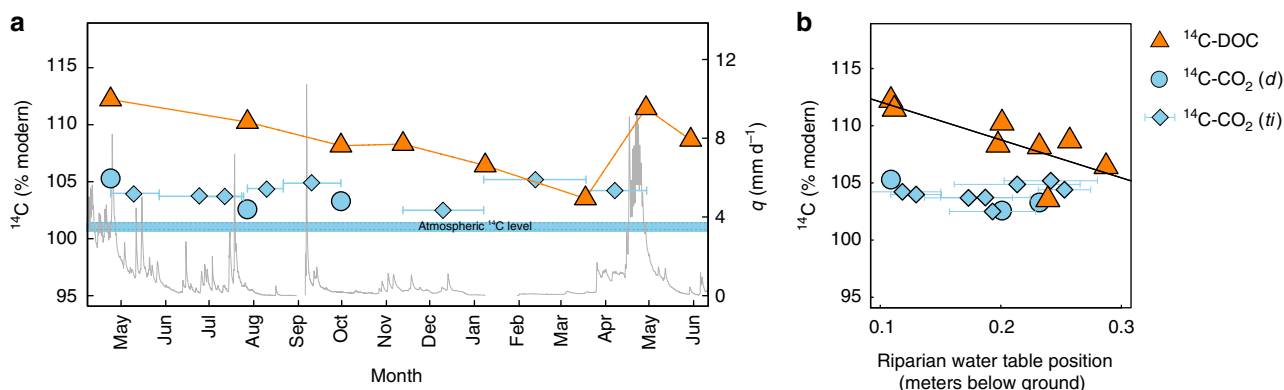 a
115
110
105
100
95
¹⁴C (% modern)
12
8
4
0
q (mm d⁻¹)
Atmospheric ¹⁴C level
May
Jun
Jul
Aug
Sep
Oct
Nov
Dec
Jan
Feb
Mar
Apr
May
Jun
Month
b
115
110
105
100
95
¹⁴C (% modern)
0.1
0.2
0.3
Riparian water table position
(meters below ground)
¹⁴C-DOC
¹⁴C-CO₂ (d)
¹⁴C-CO₂ (ti)